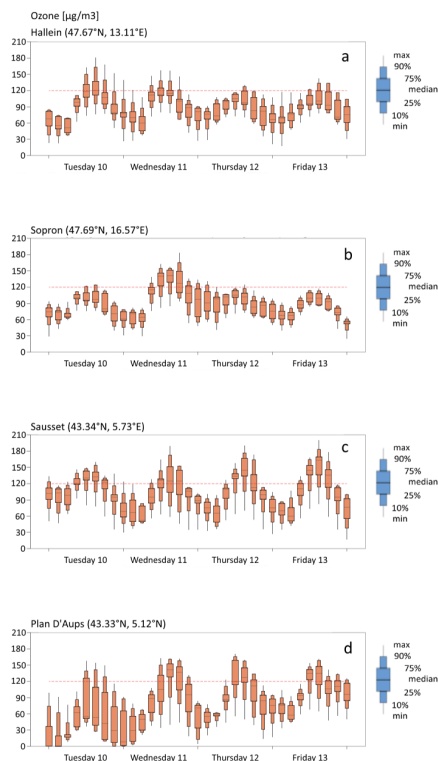 Ozone [µg/m3]
Hallein (47.67°N, 13.11°E)
210
180
150
120
90
60
30
0
a
Tuesday 10 Wednesday 11 Thursday 12 Friday 13
max
90%
75%
median
25%
10%
min
Sopron (47.69°N, 16.57°E)
210
180
150
120
90
60
30
0
b
Tuesday 10 Wednesday 11 Thursday 12 Friday 13
max
90%
75%
median
25%
10%
min
Sausset (43.34°N, 5.73°E)
210
180
150
120
90
60
30
0
c
Tuesday 10 Wednesday 11 Thursday 12 Friday 13
max
90%
75%
median
25%
10%
min
Plan D'Aups (43.33°N, 5.12°N)
210
180
150
120
90
60
30
0
d
Tuesday 10 Wednesday 11 Thursday 12 Friday 13
max
90%
75%
median
25%
10%
min